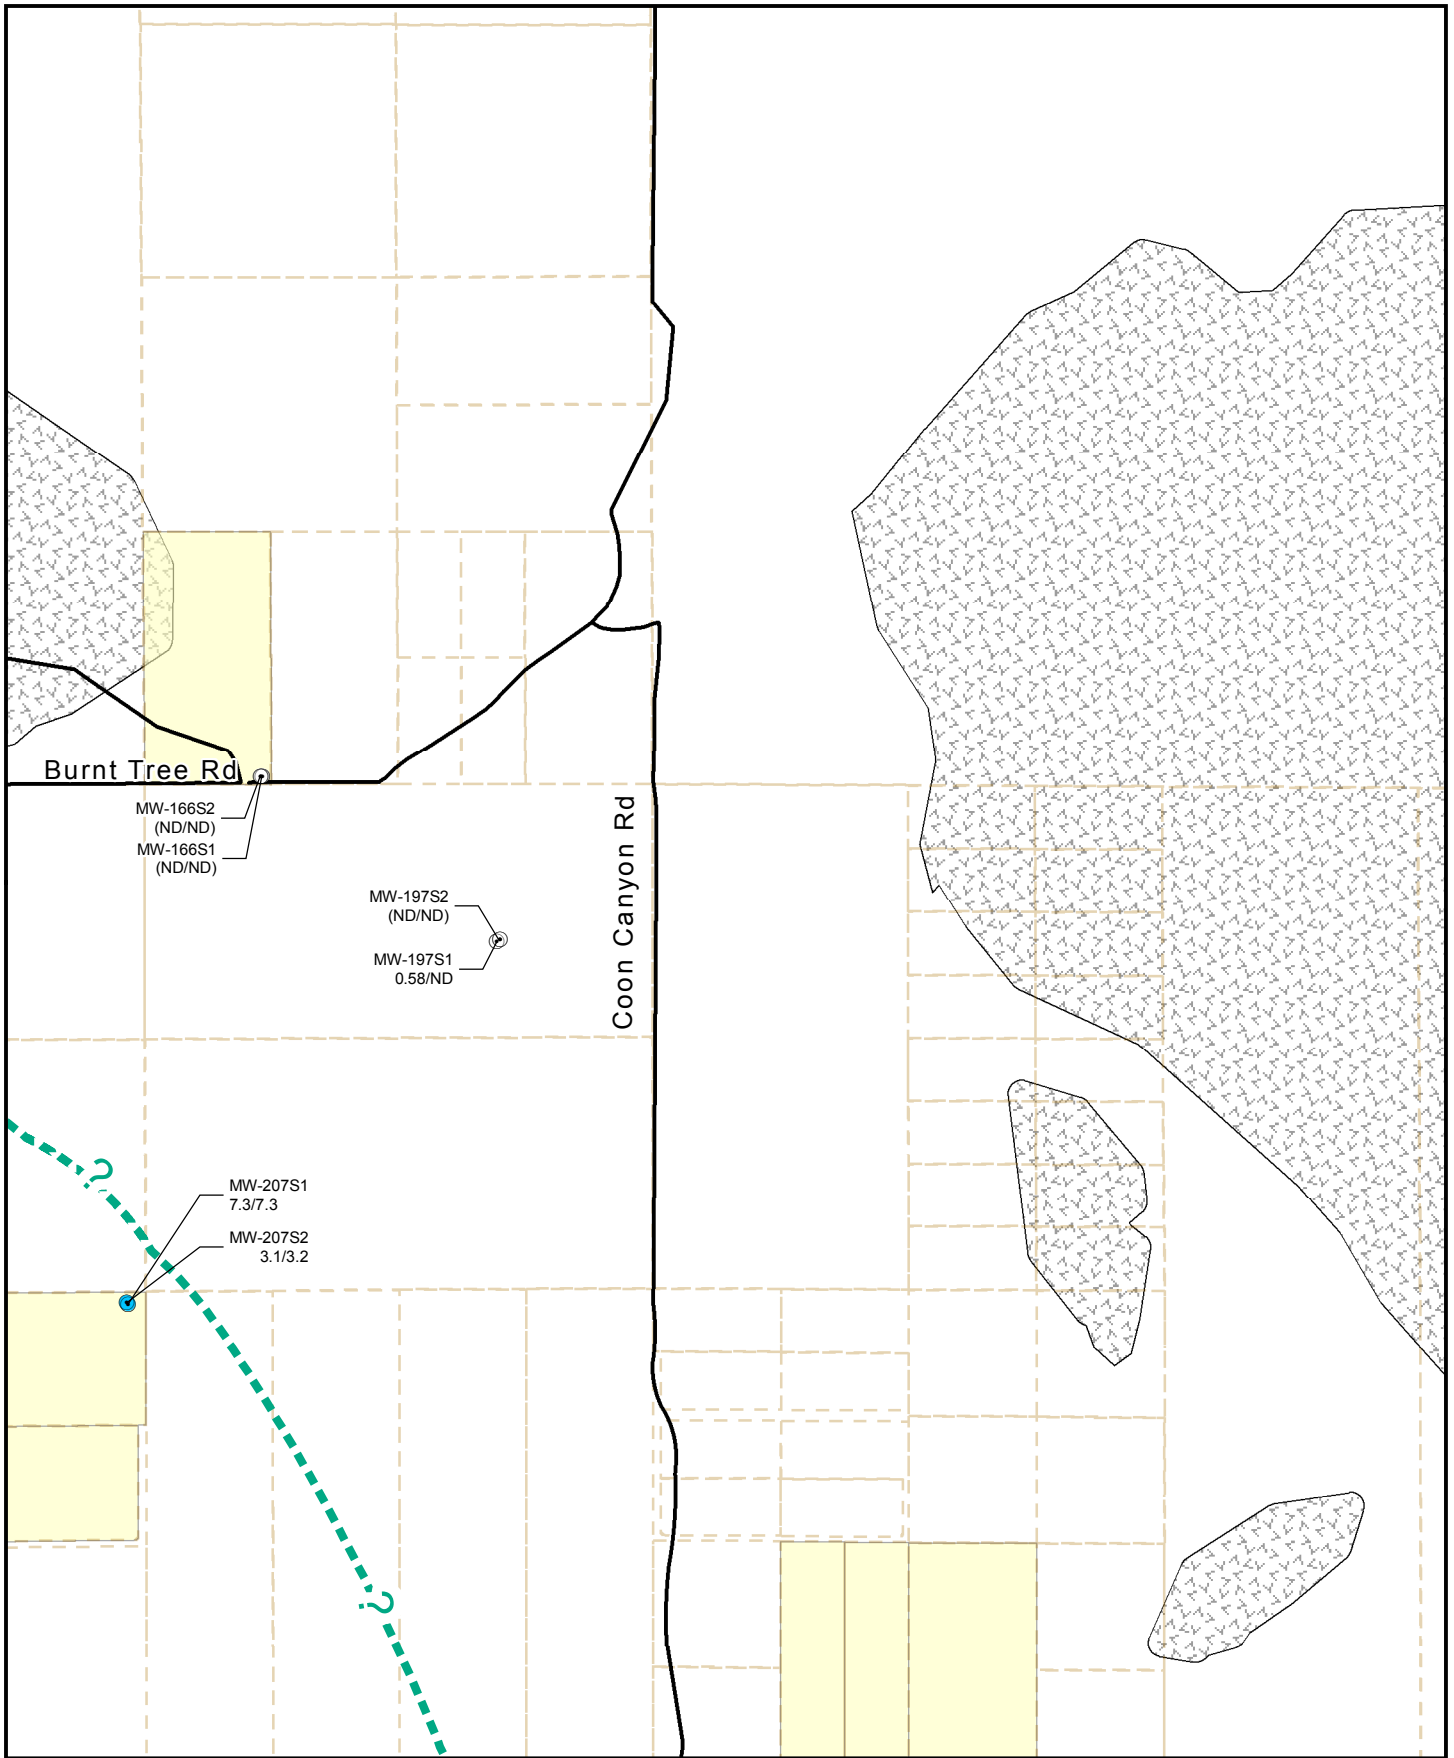 Burnt Tree Rd
MW-166S2
(ND/ND)
MW-166S1
(ND/ND)
Coon Canyon Rd
MW-197S2
(ND/ND)
MW-197S1
0.58/ND
?
MW-207S1
7.3/7.3
MW-207S2
3.1/3.2
?